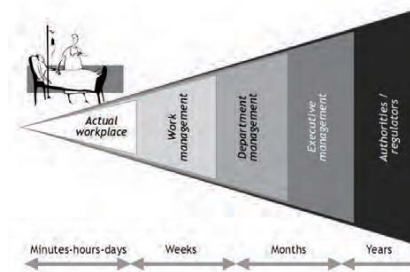 Actual
workplace
Work
management
Department
management
Executive
management
Authorities /
regulators
Minutes-hours-days
Weeks
Months
Years